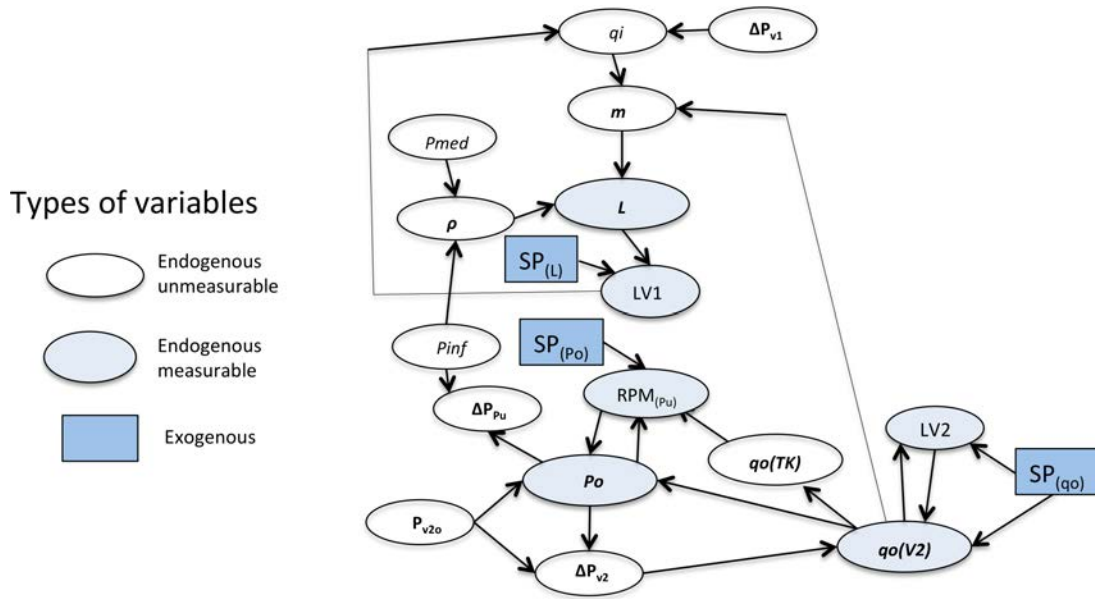 qi
ΔPv1
m
Pmed
Types of variables
ρ
L
Endogenous
unmeasurable
SP(L)
LV1
Endogenous
measurable
Pinf
SP(Po)
RPM(Pu)
Exogenous
ΔPPu
LV2
qo(TK)
SP(qo)
Po
Pv2o
qo(V2)
ΔPv2